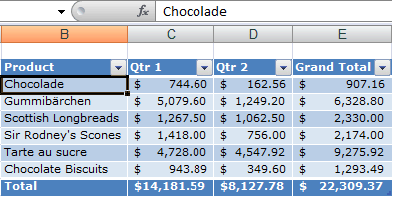 fx Chocolade
B C D E
Product Qtr 1 Qtr 2 Grand Total
Chocolade $ 744.60 $ 162.56 $ 907.16
Gummibärchen $ 5,079.60 $ 1,249.20 $ 6,328.80
Scottish Longbreads $ 1,267.50 $ 1,062.50 $ 2,330.00
Sir Rodney's Scones $ 1,418.00 $ 756.00 $ 2,174.00
Tarte au sucre $ 4,728.00 $ 4,547.92 $ 9,275.92
Chocolate Biscuits $ 943.89 $ 349.60 $ 1,293.49
Total $14,181.59 $8,127.78 $ 22,309.37